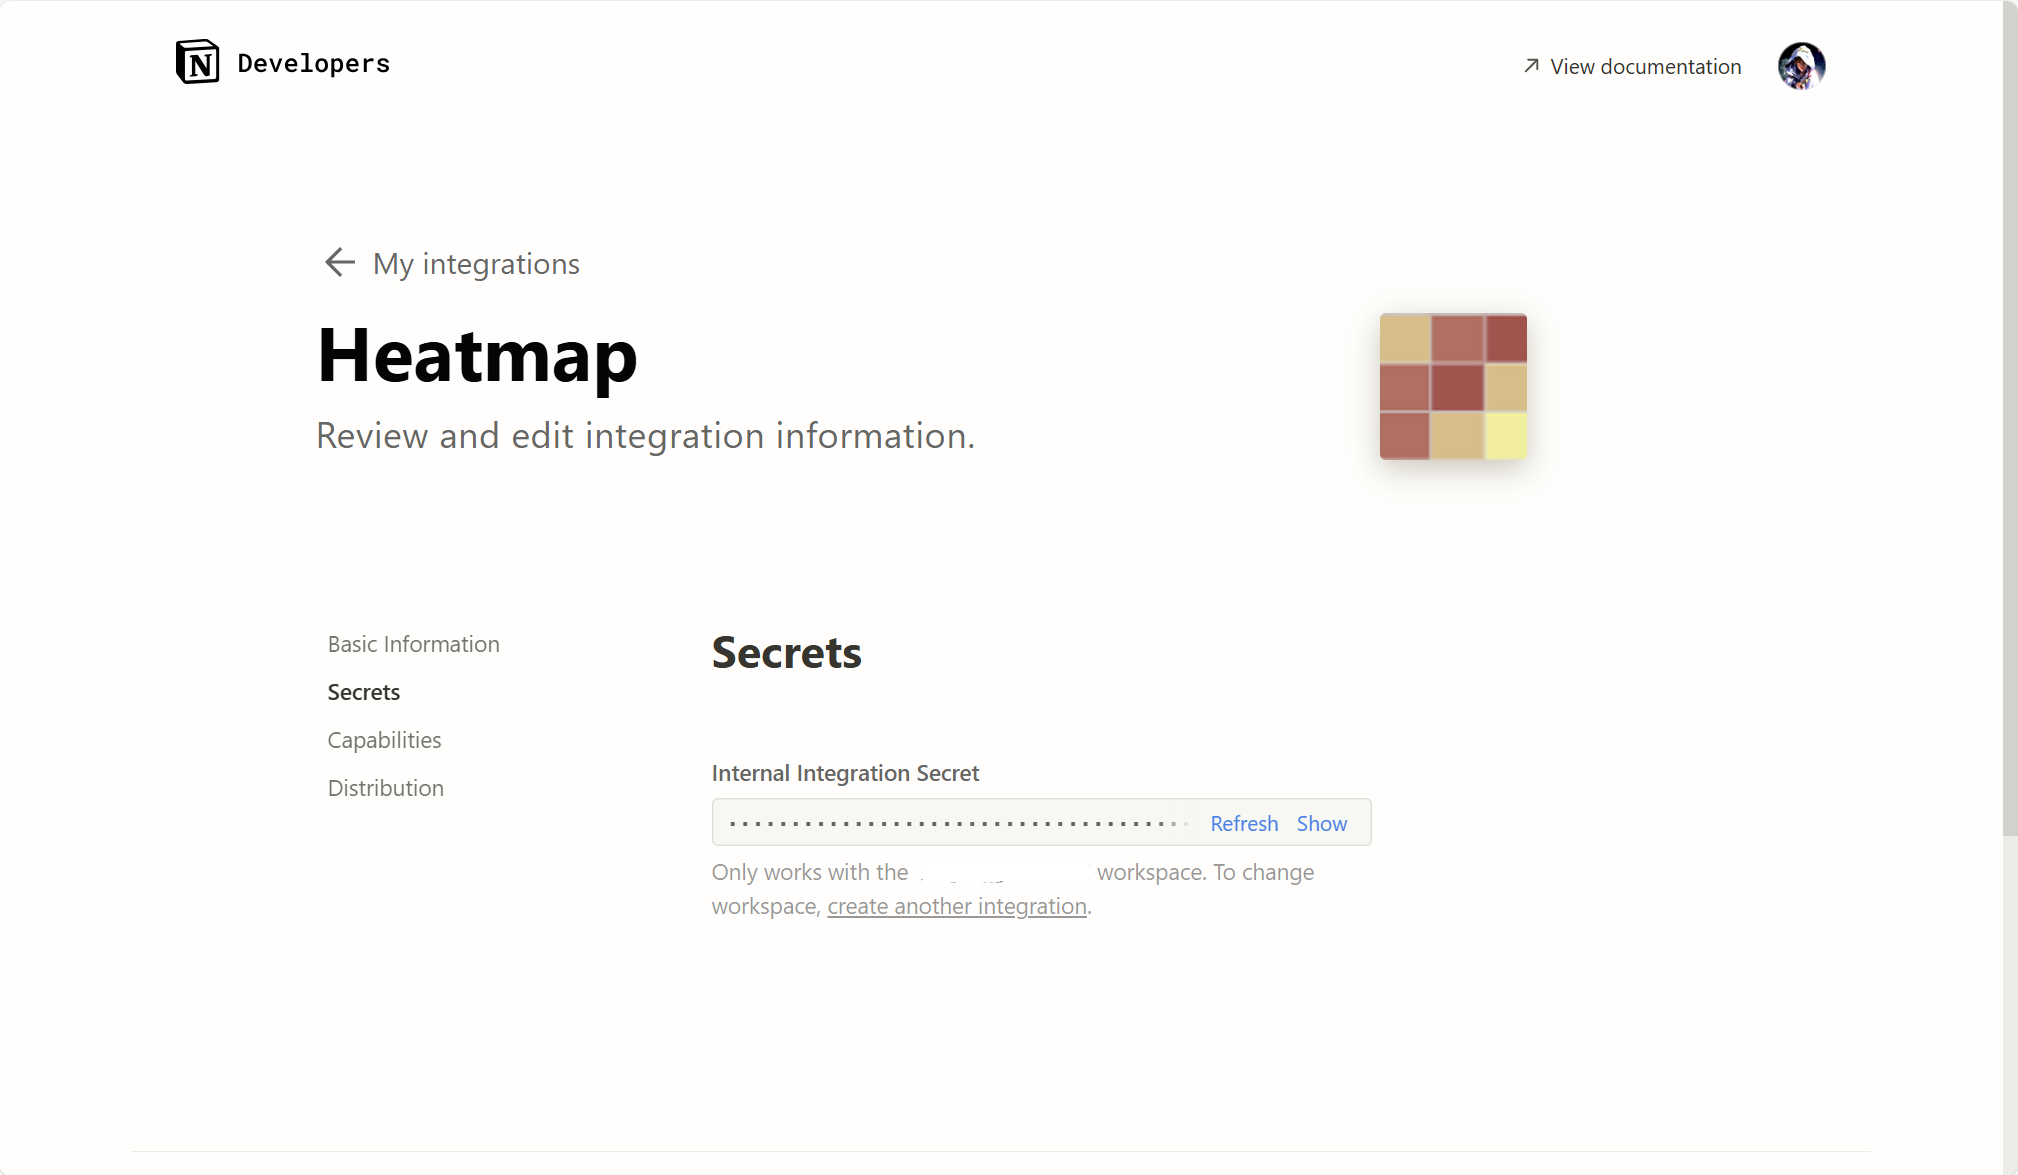 N Developers
View documentation
My integrations
Heatmap
Review and edit integration information.
Basic Information
Secrets
Capabilities
Distribution
Secrets
Internal Integration Secret
Refresh Show
Only works with the workspace. To change
workspace, create another integration.